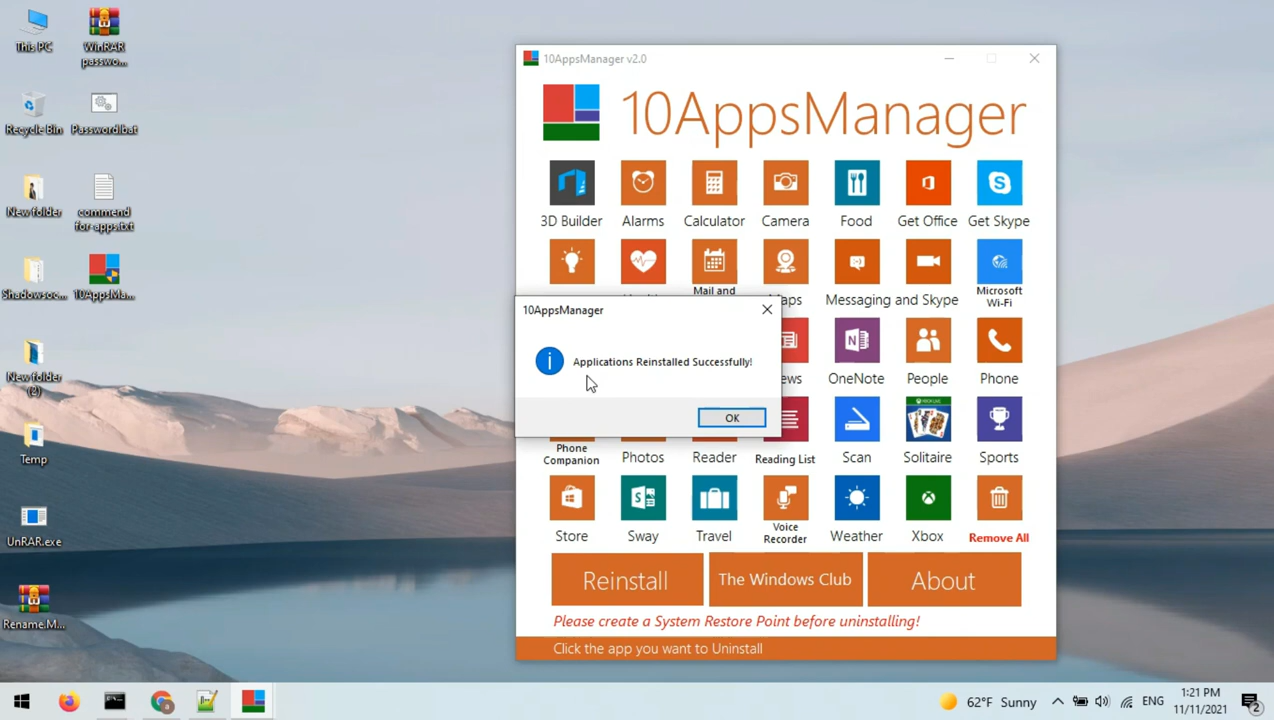 This PC
WinRAR
passwo...
Recycle Bin
Password.bat
New folder
commend
for-apps.txt
Shadowsoc...
10AppsMa...
New folder
(2)
Temp
UnRAR.exe
Rename.M...
10AppsManager v2.0
10AppsManager
3D Builder
Alarms
Calculator
Camera
Food
Get Office
Get Skype
Mail and
Messaging and Skype
Microsoft
Wi-Fi
10AppsManager
Applications Reinstalled Successfully!
OK
OneNote
People
Phone
Phone
Companion
Photos
Reader
Reading List
Scan
Solitaire
Sports
Store
Sway
Travel
Voice
Recorder
Weather
Xbox
Remove All
Reinstall
The Windows Club
About
Please create a System Restore Point before uninstalling!
Click the app you want to Uninstall
62°F Sunny
ENG
1:21 PM
11/11/2021
2